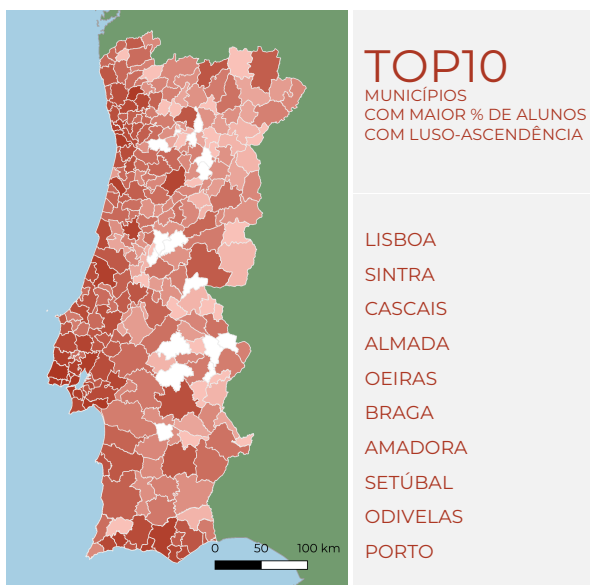 TOP10
MUNICÍPIOS
COM MAIOR % DE ALUNOS
COM LUSO-ASCENDÊNCIA
LISBOA
SINTRA
CASCAIS
ALMADA
OEIRAS
BRAGA
AMADORA
SETÚBAL
ODIVELAS
PORTO
0 50 100 km